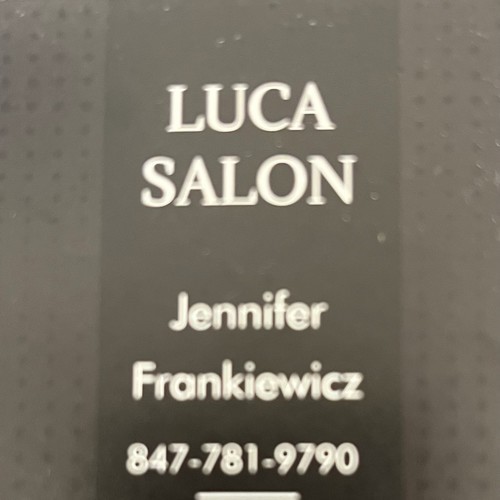 LUCA
SALON
Jennifer
Frankiewicz
847-781-9790